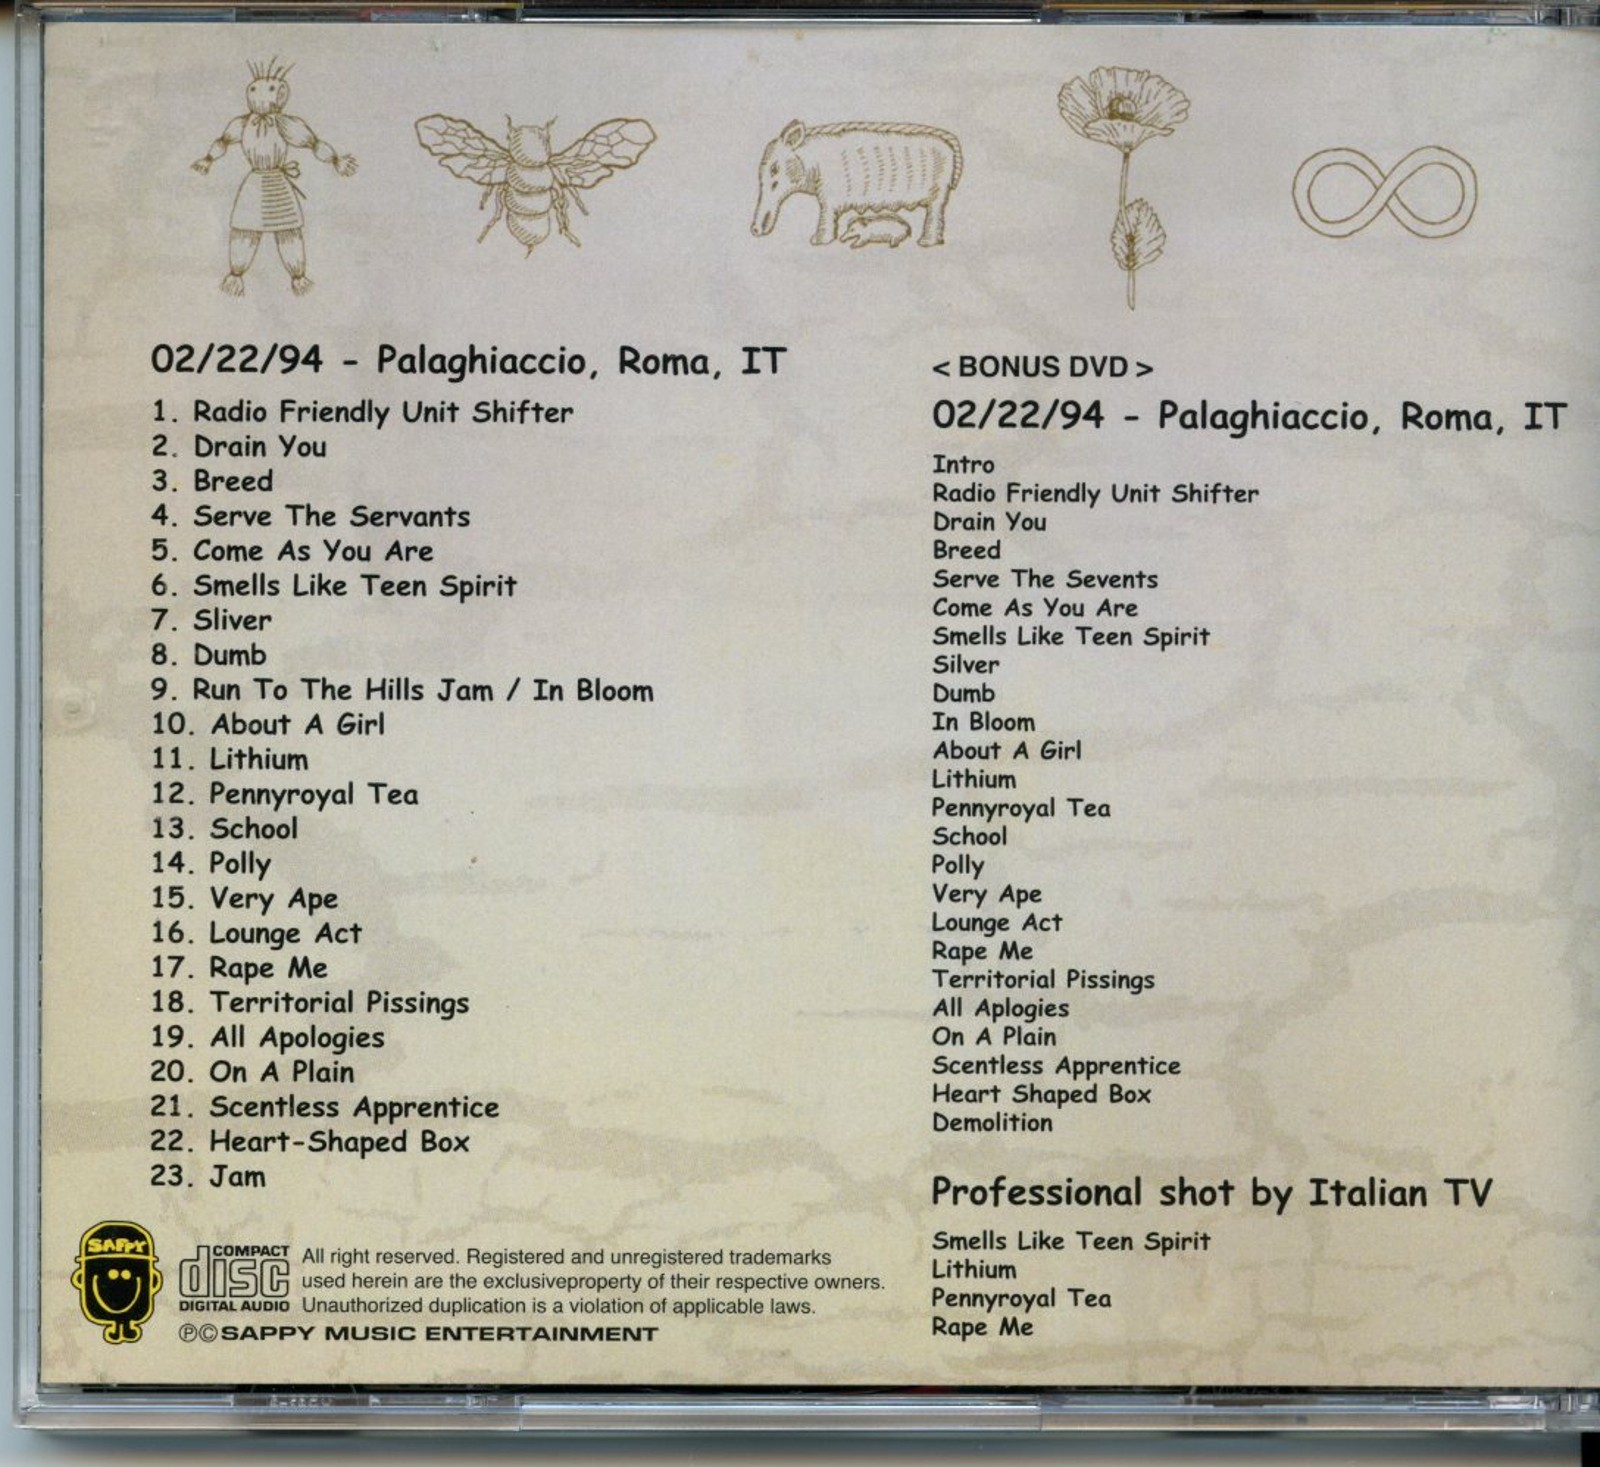 02/22/94 - Palaghiaccio, Roma, IT
1. Radio Friendly Unit Shifter
2. Drain You
3. Breed
4. Serve The Servants
5. Come As You Are
6. Smells Like Teen Spirit
7. Sliver
8. Dumb
9. Run To The Hills Jam / In Bloom
10. About A Girl
11. Lithium
12. Pennyroyal Tea
13. School
14. Polly
15. Very Ape
16. Lounge Act
17. Rape Me
18. Territorial Pissings
19. All Apologies
20. On A Plain
21. Scentless Apprentice
22. Heart-Shaped Box
23. Jam
< BONUS DVD >
02/22/94 - Palaghiaccio, Roma, IT
Intro
Radio Friendly Unit Shifter
Drain You
Breed
Serve The Sevents
Come As You Are
Smells Like Teen Spirit
Silver
Dumb
In Bloom
About A Girl
Lithium
Pennyroyal Tea
School
Polly
Very Ape
Lounge Act
Rape Me
Territorial Pissings
All Aplogies
On A Plain
Scentless Apprentice
Heart Shaped Box
Demolition
Professional shot by Italian TV
Smells Like Teen Spirit
Lithium
Pennyroyal Tea
Rape Me
SAPPY
COMPACT
disc
DIGITAL AUDIO
All right reserved. Registered and unregistered trademarks
used herein are the exclusiveproperty of their respective owners.
Unauthorized duplication is a violation of applicable laws.
℗©SAPPY MUSIC ENTERTAINMENT